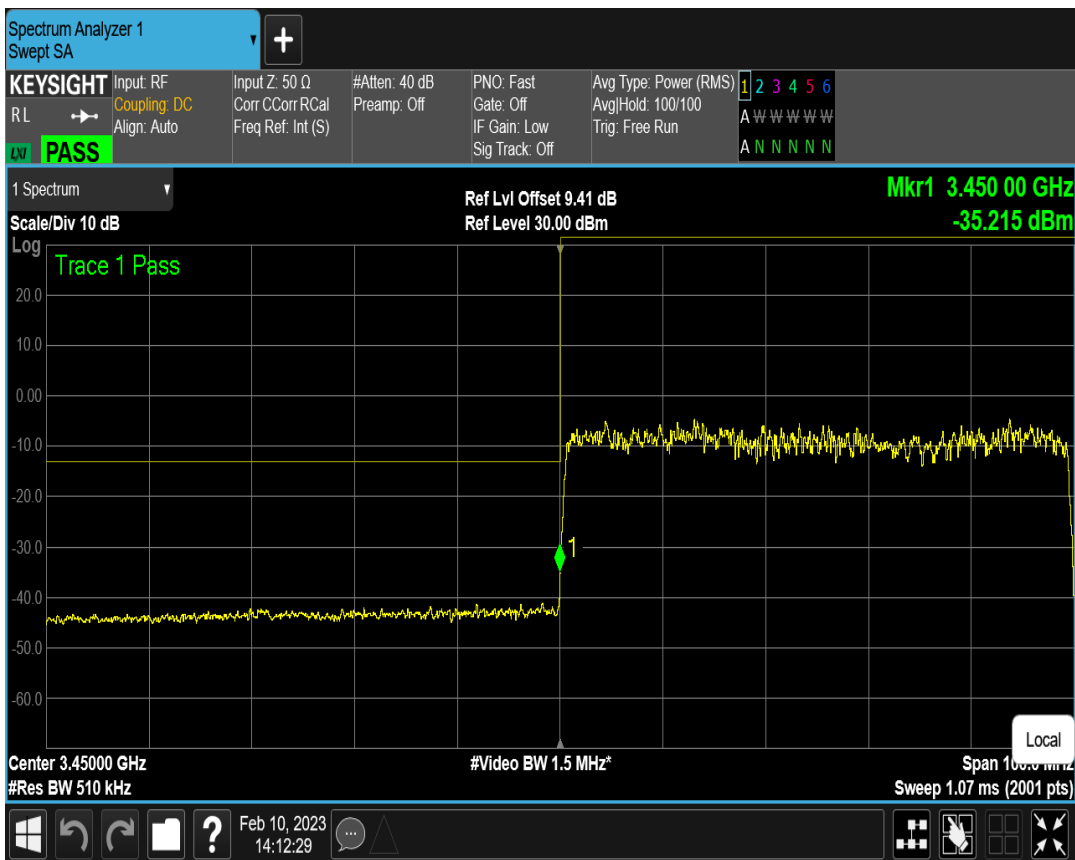 Spectrum Analyzer 1
Swept SA
+
KEYSIGHT
RL
LXI PASS
Input: RF
Coupling: DC
Align: Auto
Input Z: 50 Ω
Corr CCorr RCal
Freq Ref: Int (S)
#Atten: 40 dB
Preamp: Off
PNO: Fast
Gate: Off
IF Gain: Low
Sig Track: Off
Avg Type: Power (RMS)
Avg|Hold: 100/100
Trig: Free Run
1 2 3 4 5 6
A W W W W W
A N N N N N
1 Spectrum
Scale/Div 10 dB
Ref Lvl Offset 9.41 dB
Ref Level 30.00 dBm
Mkr1 3.450 00 GHz
-35.215 dBm
Log
Trace 1 Pass
20.0
10.0
0.00
-10.0
-20.0
-30.0
1
-40.0
-50.0
-60.0
Local
Center 3.45000 GHz
#Video BW 1.5 MHz*
Span
#Res BW 510 kHz
Sweep 1.07 ms (2001 pts)
?
Feb 10, 2023
14:12:29